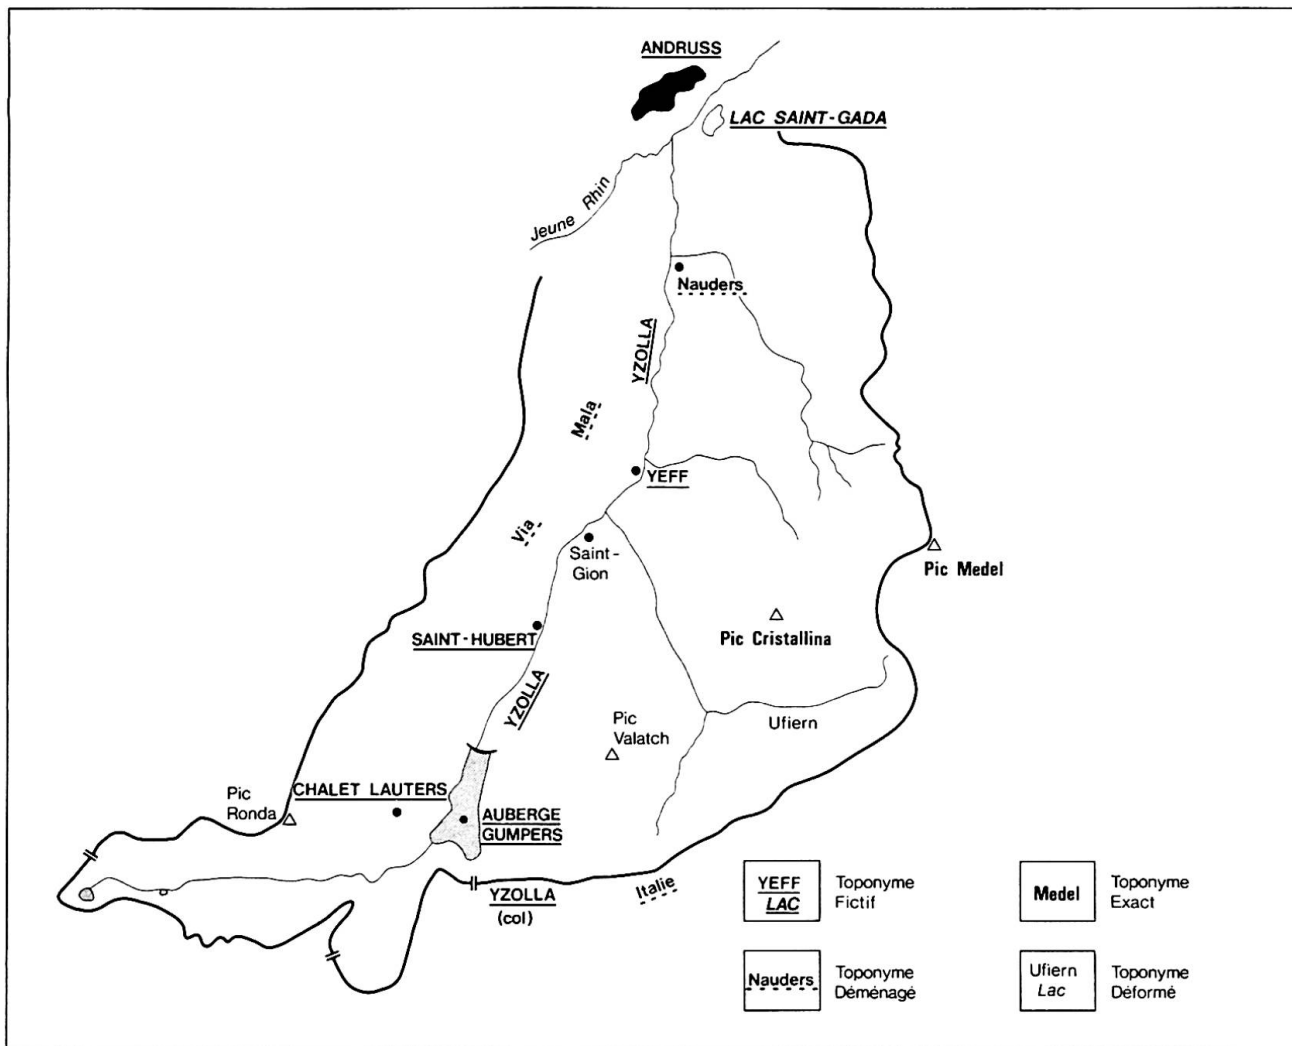 ANDRUSS
LAC SAINT-GADA
Jeune Rhin
Nauders
YZOLLA
Mala
YEFF
Via
Saint-
Gion
Pic Medel
SAINT-HUBERT
Pic Cristallina
YZOLLA
Pic
Valatch
Ufiern
Pic
Ronda
CHALET LAUTERS
AUBERGE
GUMPERS
YZOLLA
(col)
Italie
YEFF
LAC
Toponyme
Fictif
Medel
Toponyme
Exact
Nauders
Toponyme
Déménagé
Ufiern
Lac
Toponyme
Déformé